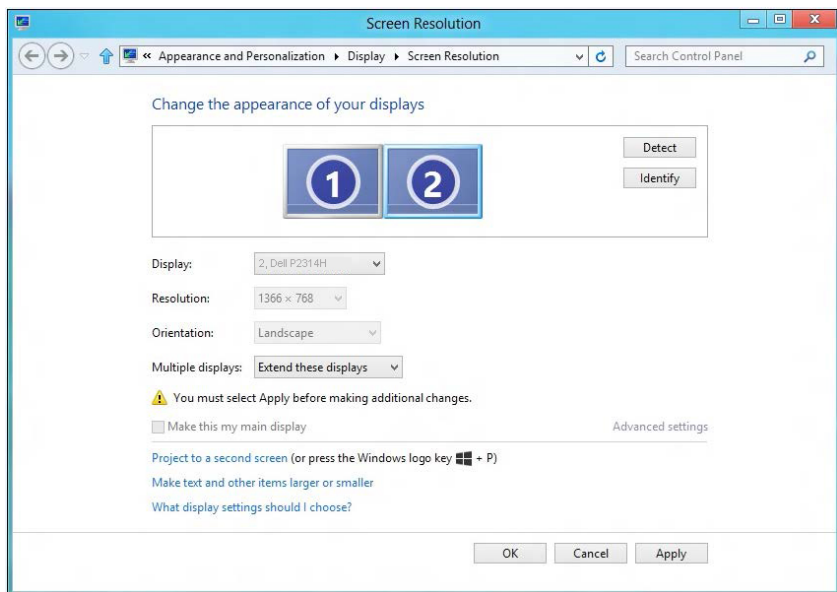 Screen Resolution
« Appearance and Personalization ▸ Display ▸ Screen Resolution
Search Control Panel
Change the appearance of your displays
1 2
Detect
Identify
Display: 2, Dell P2314H
Resolution: 1366 × 768
Orientation: Landscape
Multiple displays: Extend these displays
You must select Apply before making additional changes.
Make this my main display
Advanced settings
Project to a second screen (or press the Windows logo key + P)
Make text and other items larger or smaller
What display settings should I choose?
OK Cancel Apply